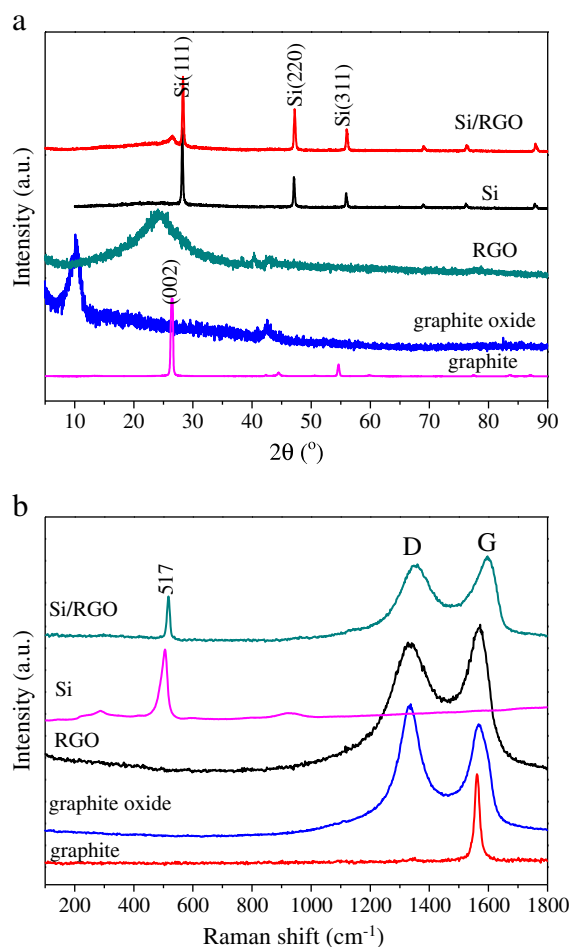 a
Si(111)
Si(220)
Si(311)
Si/RGO
Si
RGO
(002)
graphite oxide
graphite
Intensity (a.u.)
10 20 30 40 50 60 70 80 90
2θ (°)
b
D
G
517
Si/RGO
Si
RGO
graphite oxide
graphite
Intensity (a.u.)
200 400 600 800 1000 1200 1400 1600 1800
Raman shift (cm⁻¹)